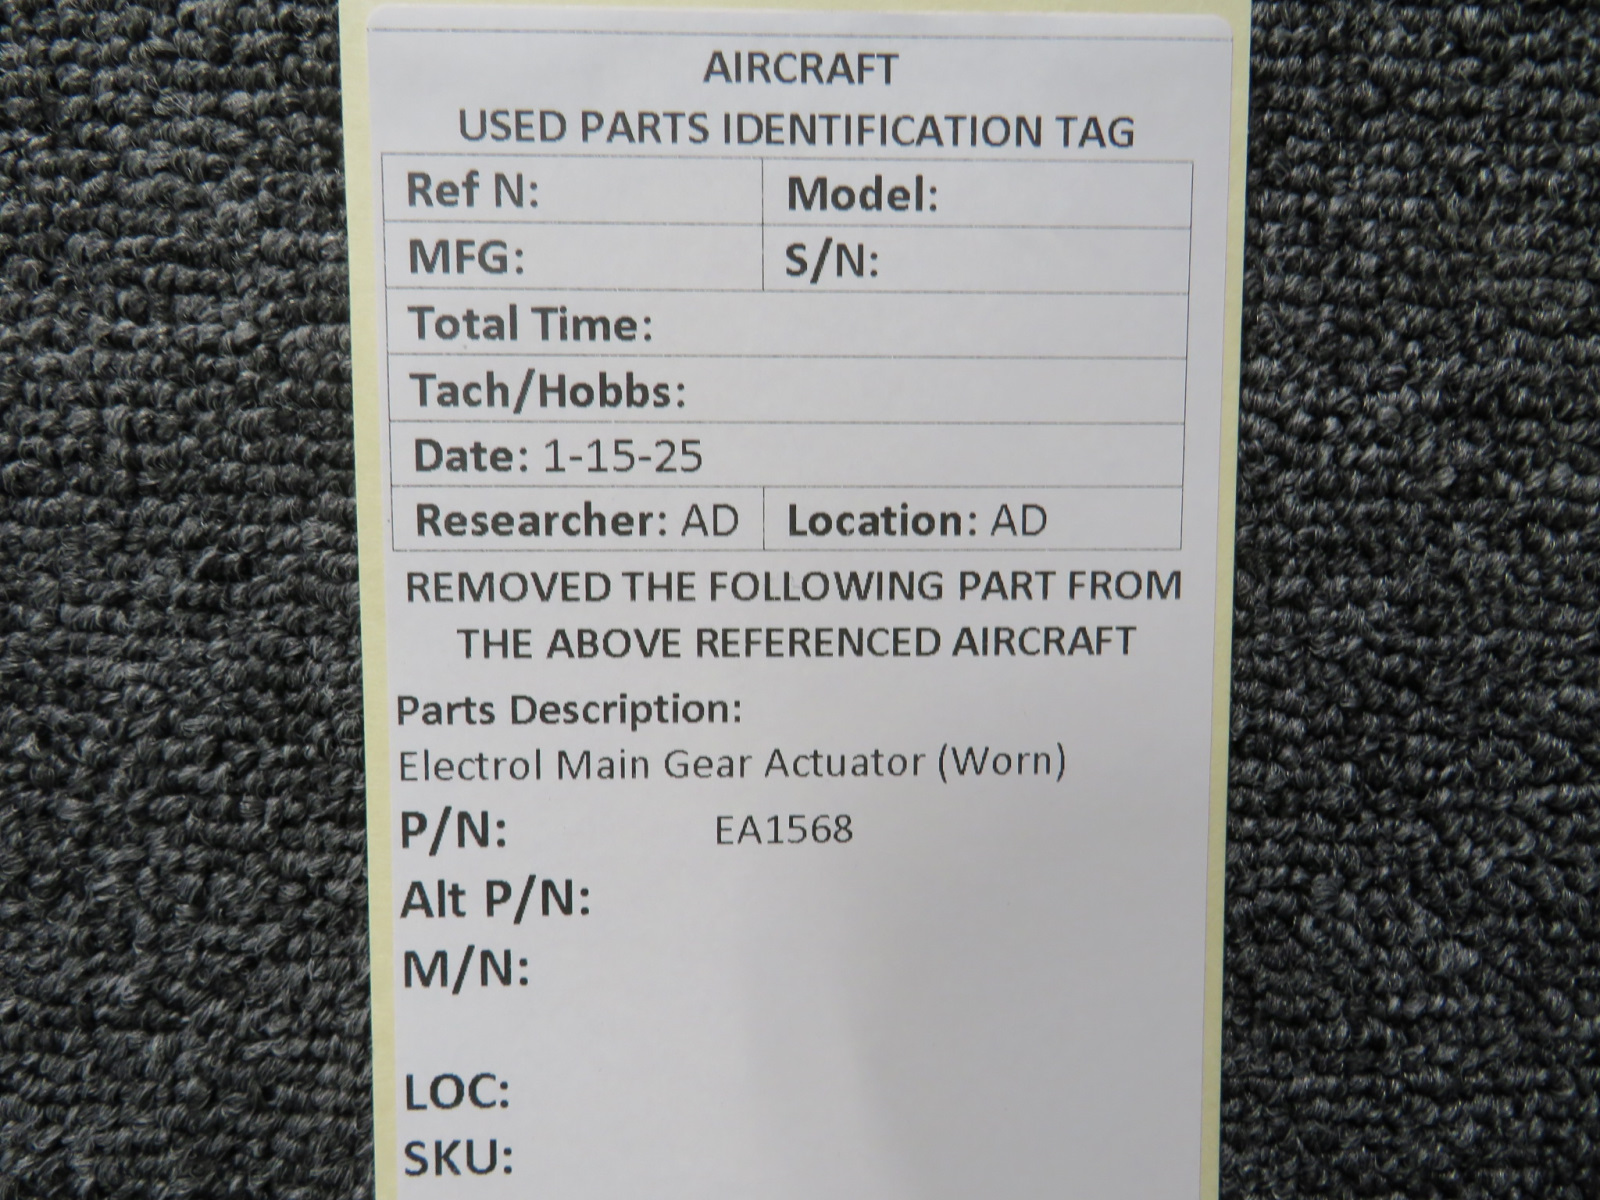 AIRCRAFT
USED PARTS IDENTIFICATION TAG
Ref N: Model:
MFG: S/N:
Total Time:
Tach/Hobbs:
Date: 1-15-25
Researcher: AD Location: AD
REMOVED THE FOLLOWING PART FROM
THE ABOVE REFERENCED AIRCRAFT
Parts Description:
Electrol Main Gear Actuator (Worn)
P/N: EA1568
Alt P/N:
M/N:
LOC:
SKU: